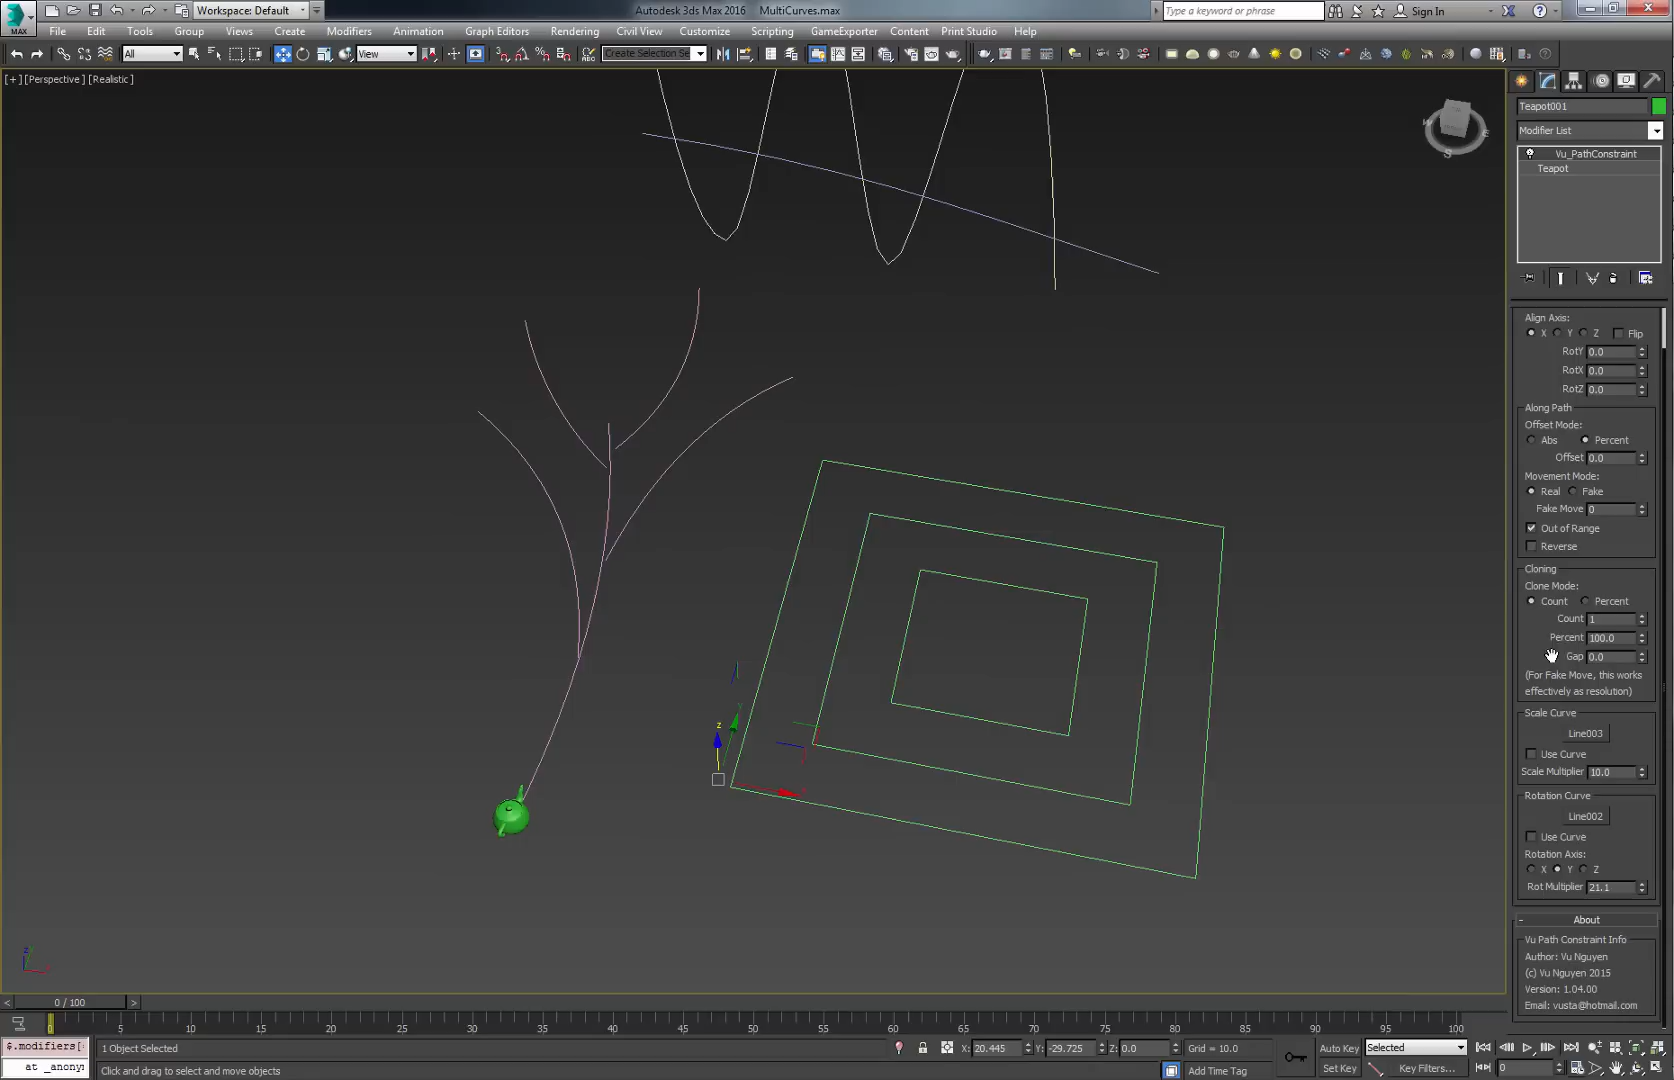 Autodesk 3ds Max 2016 MultiCurves.max
Workspace: Default
Type a keyword or phrase
Sign In
MAX
File Edit Tools Group Views Create Modifiers Animation Graph Editors Rendering Civil View Customize Scripting GameExporter Content Print Studio Help
All
View
Create Selection Se
[+] [Perspective] [Realistic]
Teapot001
Modifier List
Vu_PathConstraint
Teapot
Align Axis:
X Y Z Flip
RotY 0.0
RotX 0.0
RotZ 0.0
Along Path
Offset Mode:
Abs Percent
Offset 0.0
Movement Mode:
Real Fake
Fake Move 0
Out of Range
Reverse
Cloning
Clone Mode:
Count Percent
Count 1
Percent 100.0
Gap 0.0
(For Fake Move, this works
effectively as resolution)
Scale Curve
Line003
Use Curve
Scale Multiplier 10.0
Rotation Curve
Line002
Use Curve
Rotation Axis:
X Y Z
Rot Multiplier 21.1
About
Vu Path Constraint Info
Author: Vu Nguyen
(c) Vu Nguyen 2015
Version: 1.04.00
Email: vusta@hotmail.com
z
0 / 100
0 5 10 15 20 25 30 35 40 45 50 55 60 65 70 75 80 85 90 95 100
$.modifiers[
1 Object Selected
X: 20.445 Y: -29.725 Z: 0.0
Grid = 10.0
Auto Key
Selected
at _anony
Click and drag to select and move objects
Add Time Tag
Set Key
Key Filters...
0